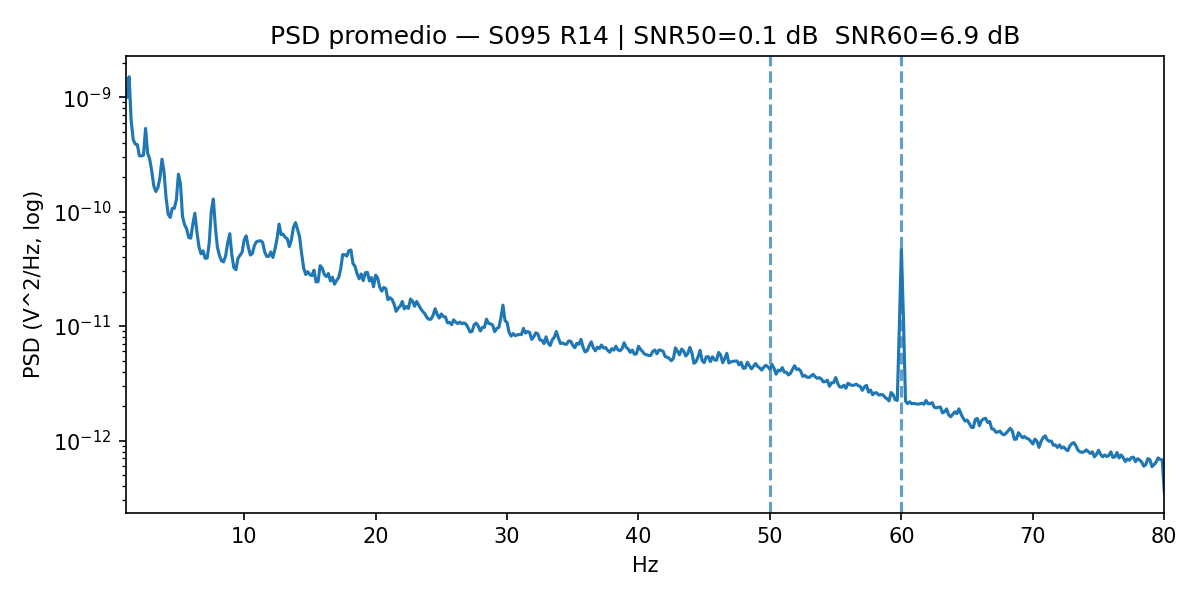 PSD promedio — S095 R14 | SNR50=0.1 dB  SNR60=6.9 dB
PSD (V^2/Hz, log)
10⁻⁹
10⁻¹⁰
10⁻¹¹
10⁻¹²
10 20 30 40 50 60 70 80
Hz